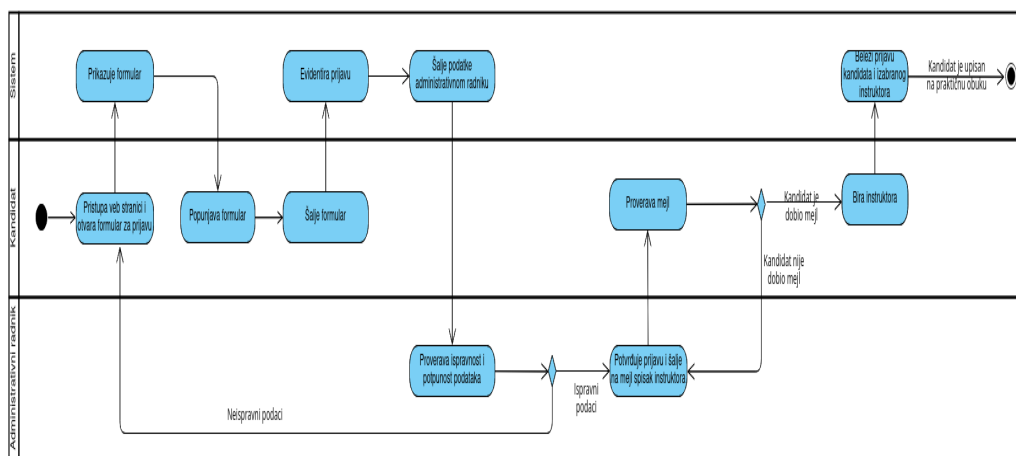 Sistem
Prikazuje formular
Evidentira prijavu
Šalje podatke
administrativnom radniku
Beleži prijavu
kandidata i izabranog
instruktora
Kandidat je upisan
na praktičnu obuku
Kandidat
Pristupa veb stranici i
otvara formular za prijavu
Popunjava formular
Šalje formular
Proverava mejl
Kandidat je
dobio mejl
Bira instruktora
Kandidat nije
dobio mejl
Administrativni radnik
Proverava ispravnost i
potpunost podataka
Ispravni
podaci
Potvrđuje prijavu i šalje
na mejl spisak instruktora
Neispravni podaci